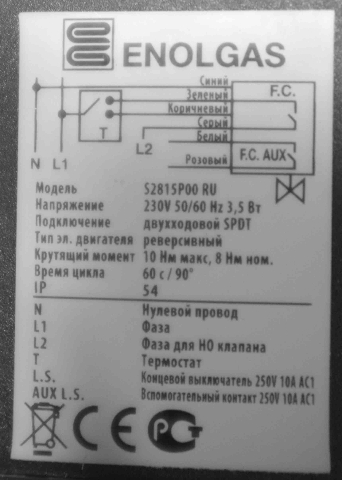 ENOLGAS
Синий
Зеленый
F.C.
Коричневый
Серый
T
L2
Белый
N
L1
Розовый
F.C. AUX
Модель S2815P00 RU
Напряжение 230V 50/60 Hz 3,5 Вт
Подключение двухходовой SPDT
Тип эл. двигателя реверсивный
Крутящий момент 10 Нм макс, 8 Нм ном.
Время цикла 60 с / 90°
IP 54
N Нулевой провод
L1 Фаза
L2 Фаза для НО клапана
T Термостат
L.S. Концевой выключатель 250V 10A AC1
AUX L.S. Вспомогательный контакт 250V 10A AC1
CE